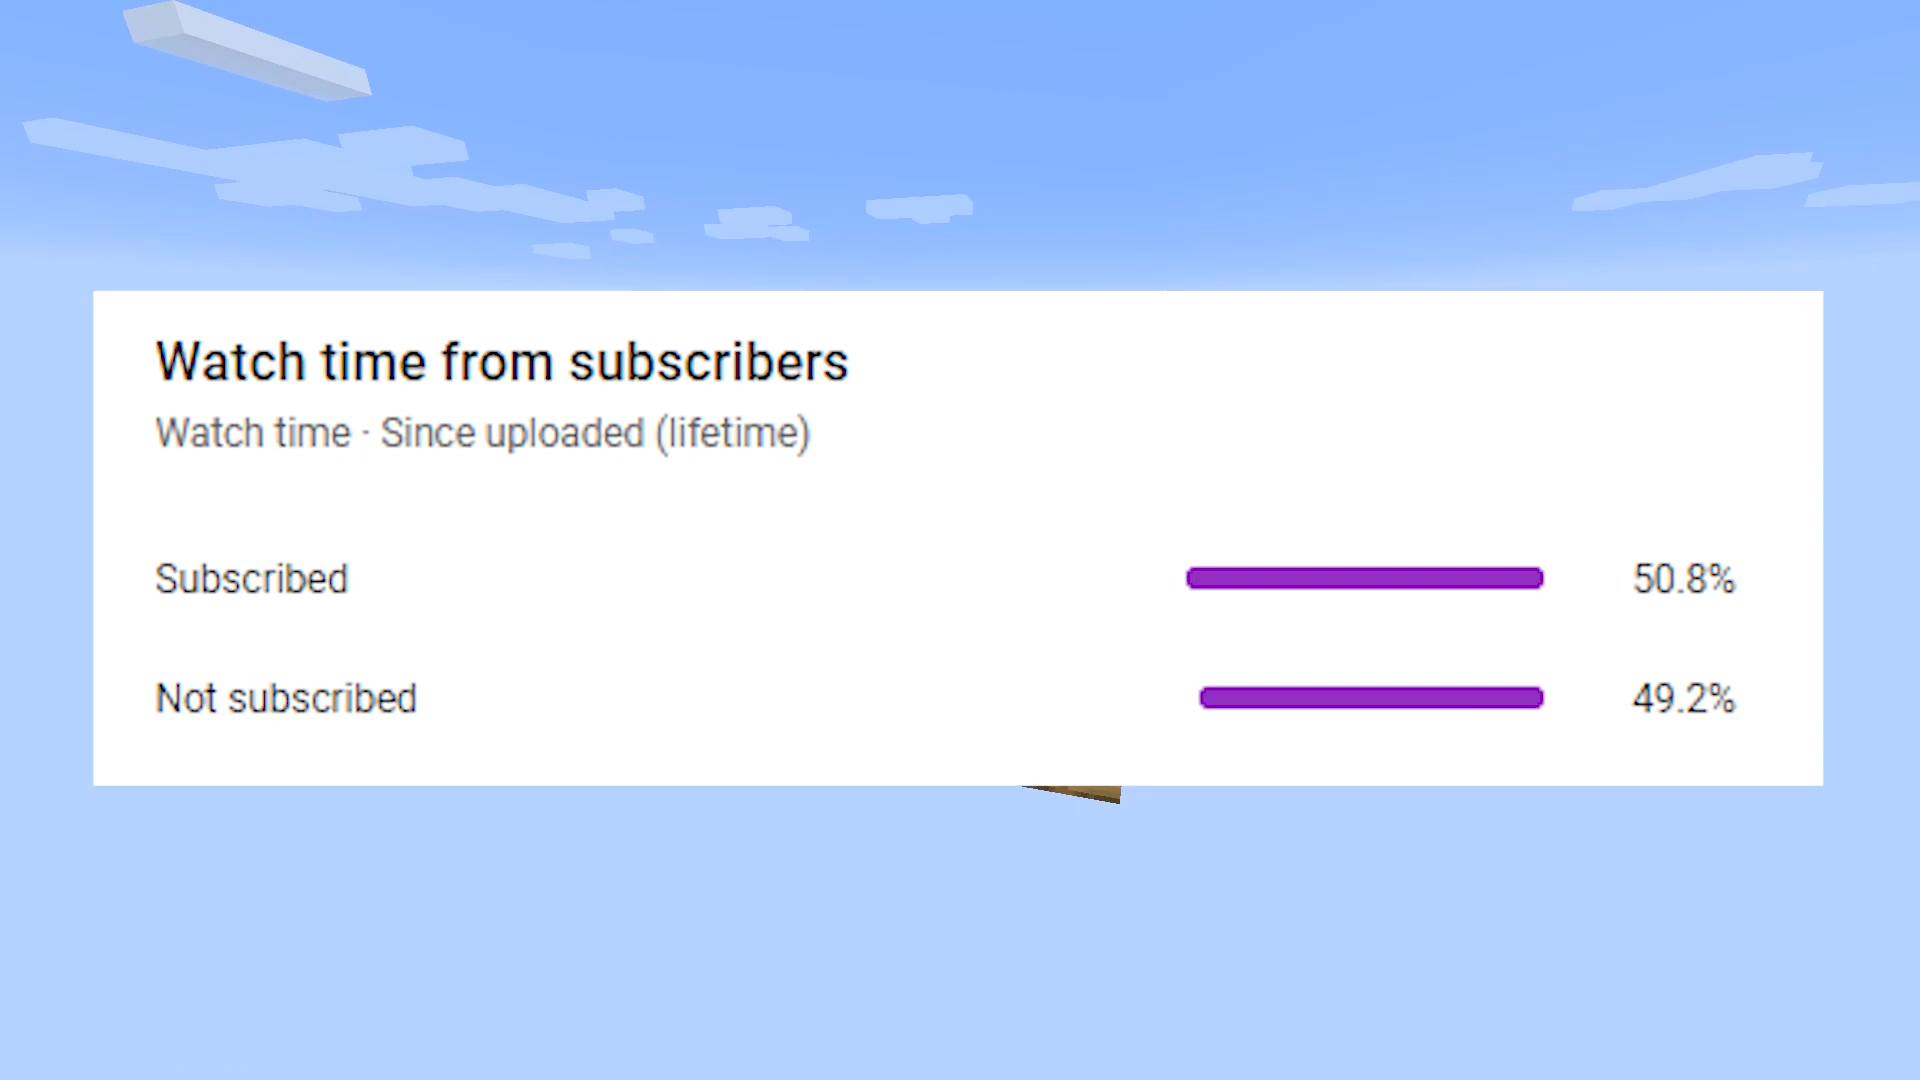 Watch time from subscribers
Watch time · Since uploaded (lifetime)
Subscribed 50.8%
Not subscribed 49.2%